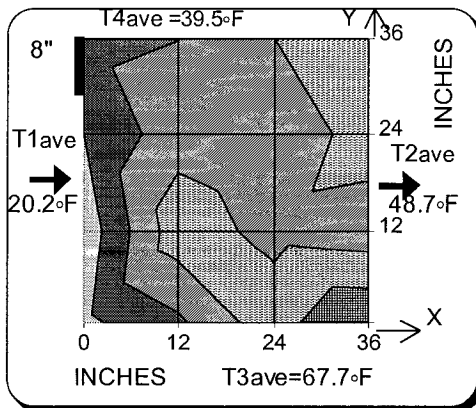 T4ave =39.5°F
Y
36
8"
INCHES
24
T1ave
T2ave
20.2°F
48.7°F
12
X
0
12
24
36
INCHES
T3ave=67.7°F